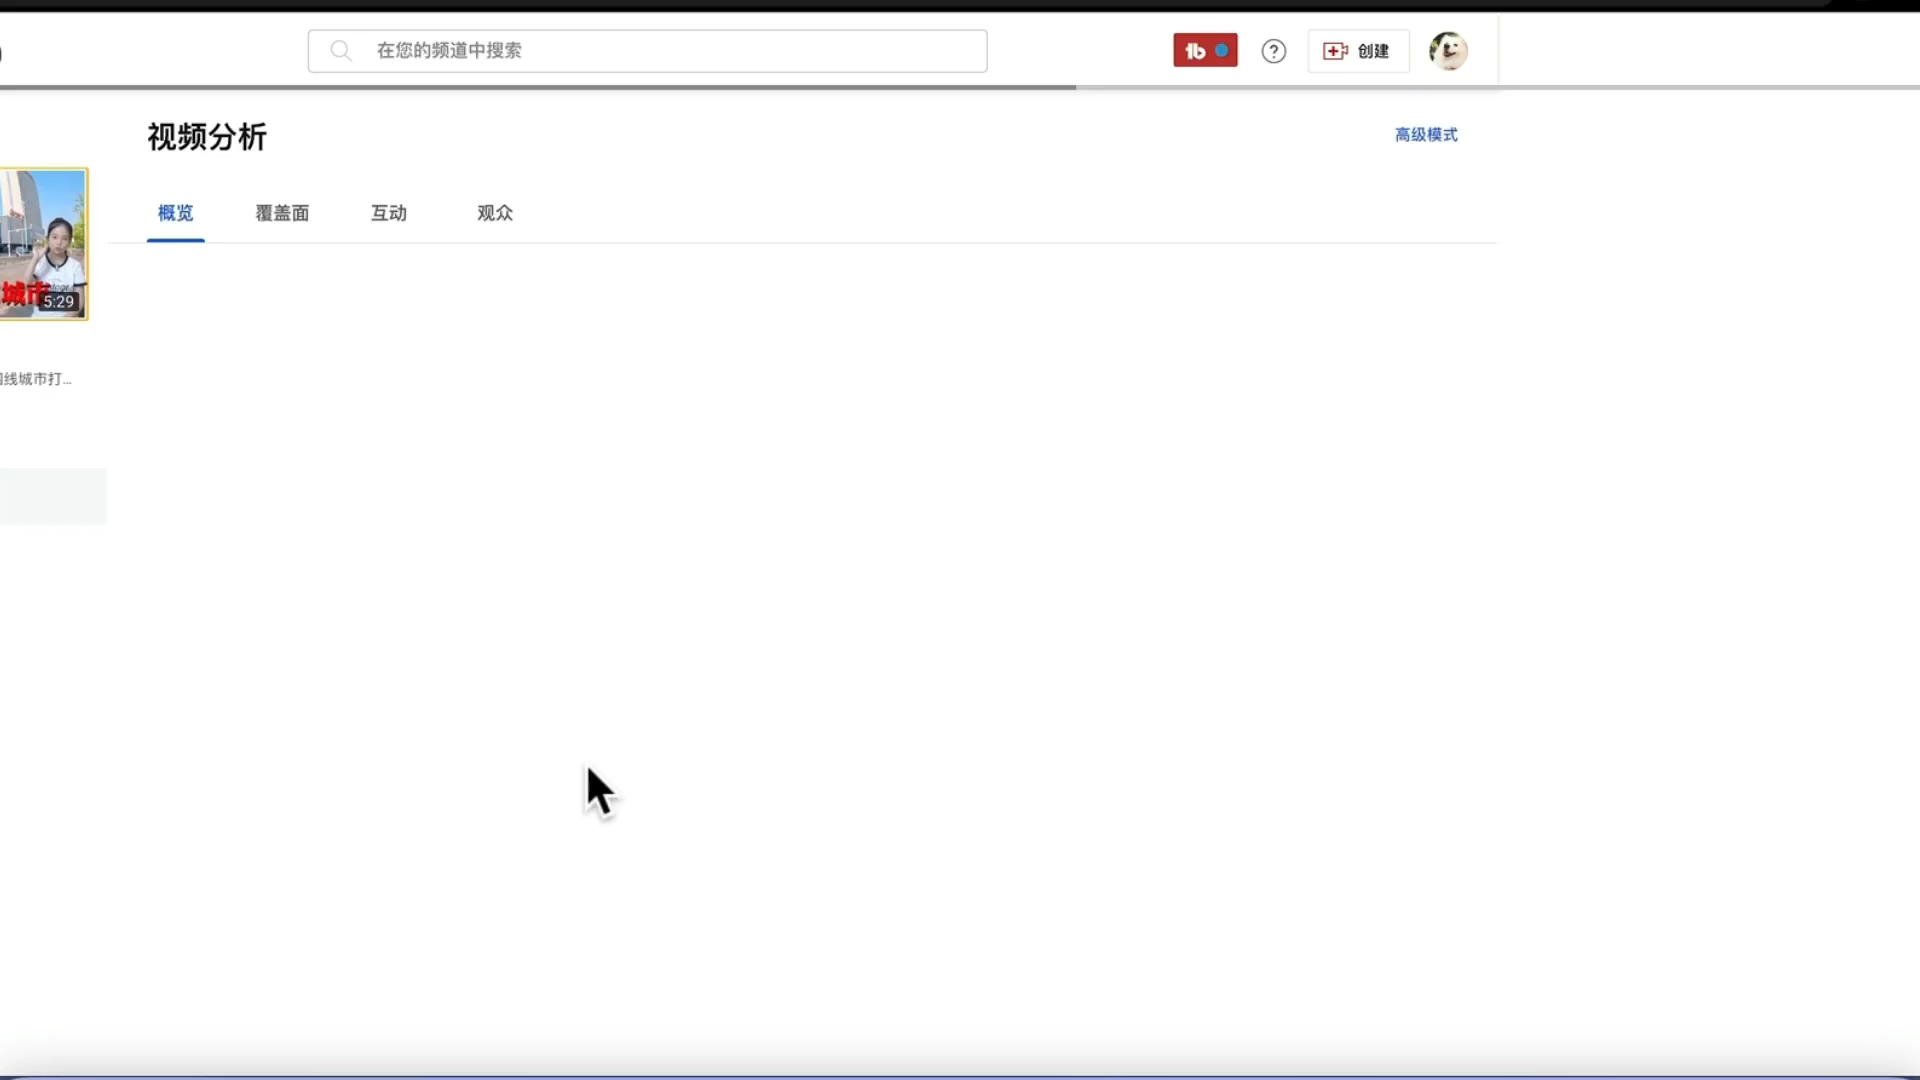 在您的频道中搜索
创建
视频分析
高级模式
概览
覆盖面
互动
观众
城市
5:29
线城市打...